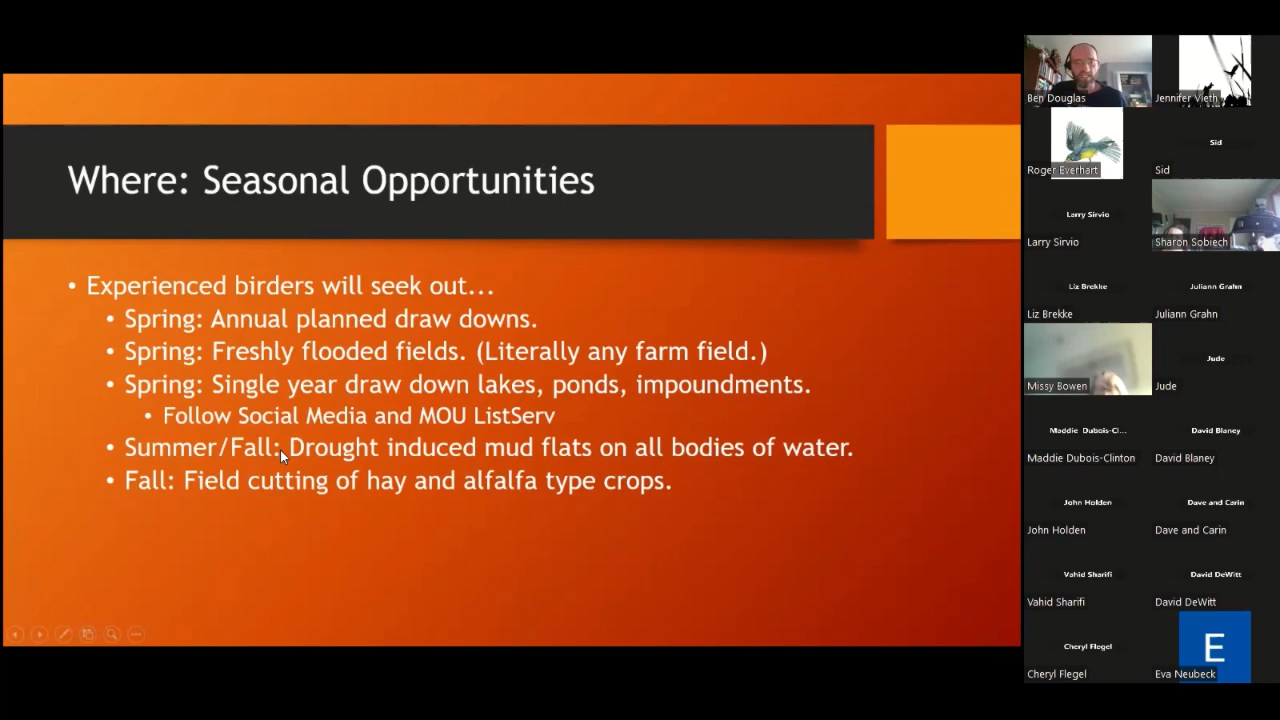 Where: Seasonal Opportunities
• Experienced birders will seek out...
• Spring: Annual planned draw downs.
• Spring: Freshly flooded fields. (Literally any farm field.)
• Spring: Single year draw down lakes, ponds, impoundments.
• Follow Social Media and MOU ListServ
• Summer/Fall: Drought induced mud flats on all bodies of water.
• Fall: Field cutting of hay and alfalfa type crops.
Ben Douglas
Jennifer Vieth
Roger Everhart
Sid
Sid
Larry Sirvio
Larry Sirvio
Sharon Sobiech
Liz Brekke
Liz Brekke
Juliann Grahn
Juliann Grahn
Missy Bowen
Jude
Jude
Maddie Dubois-Cl...
Maddie Dubois-Clinton
David Blaney
David Blaney
John Holden
John Holden
Dave and Carin
Dave and Carin
Vahid Sharifi
Vahid Sharifi
David DeWitt
David DeWitt
Cheryl Flegel
Cheryl Flegel
E
Eva Neubeck